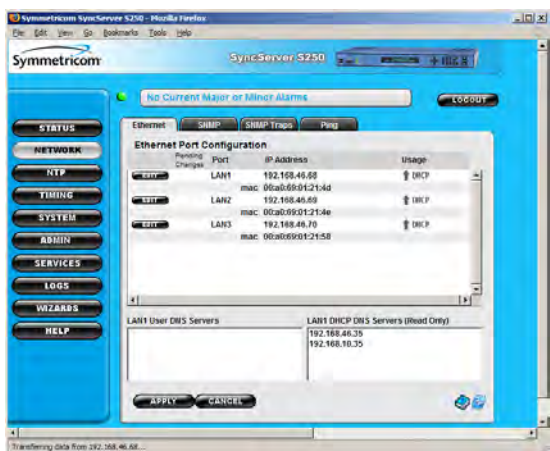 Symmetricom SyncServer S250 - Mozilla Firefox
File Edit View Go Bookmarks Tools Help
Symmetricom
SyncServer S250
No Current Major or Minor Alarms
LOGOUT
STATUS
NETWORK
NTP
TIMING
SYSTEM
ADMIN
SERVICES
LOGS
WIZARDS
HELP
Ethernet SNMP SNMP Traps Ping
Ethernet Port Configuration
Pending Changes Port IP Address Usage
EDIT LAN1 192.168.46.68 DHCP
mac 00:a0:69:01:21:4d
EDIT LAN2 192.168.46.69 DHCP
mac 00:a0:69:01:21:4e
EDIT LAN3 192.168.46.70 DHCP
mac 00:a0:69:01:21:58
LAN1 User DNS Servers
LAN1 DHCP DNS Servers (Read Only)
192.168.46.35
192.168.10.35
APPLY CANCEL
Transferring data from 192.168.46.68...